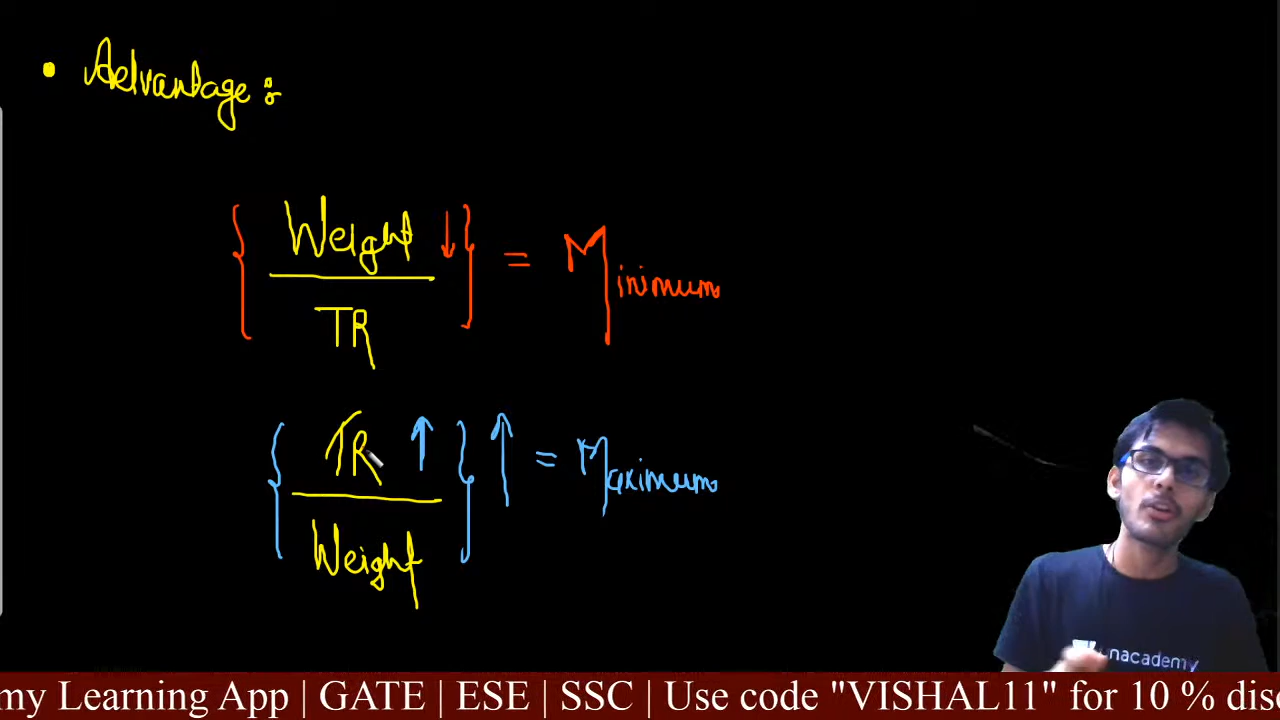 • Advantage :
{ Weight ↓ } = Minimum
TR
{ TR ↑ } ↑ = Maximum
Weight
unacademy
my Learning App | GATE | ESE | SSC | Use code "VISHAL11" for 10 % disc